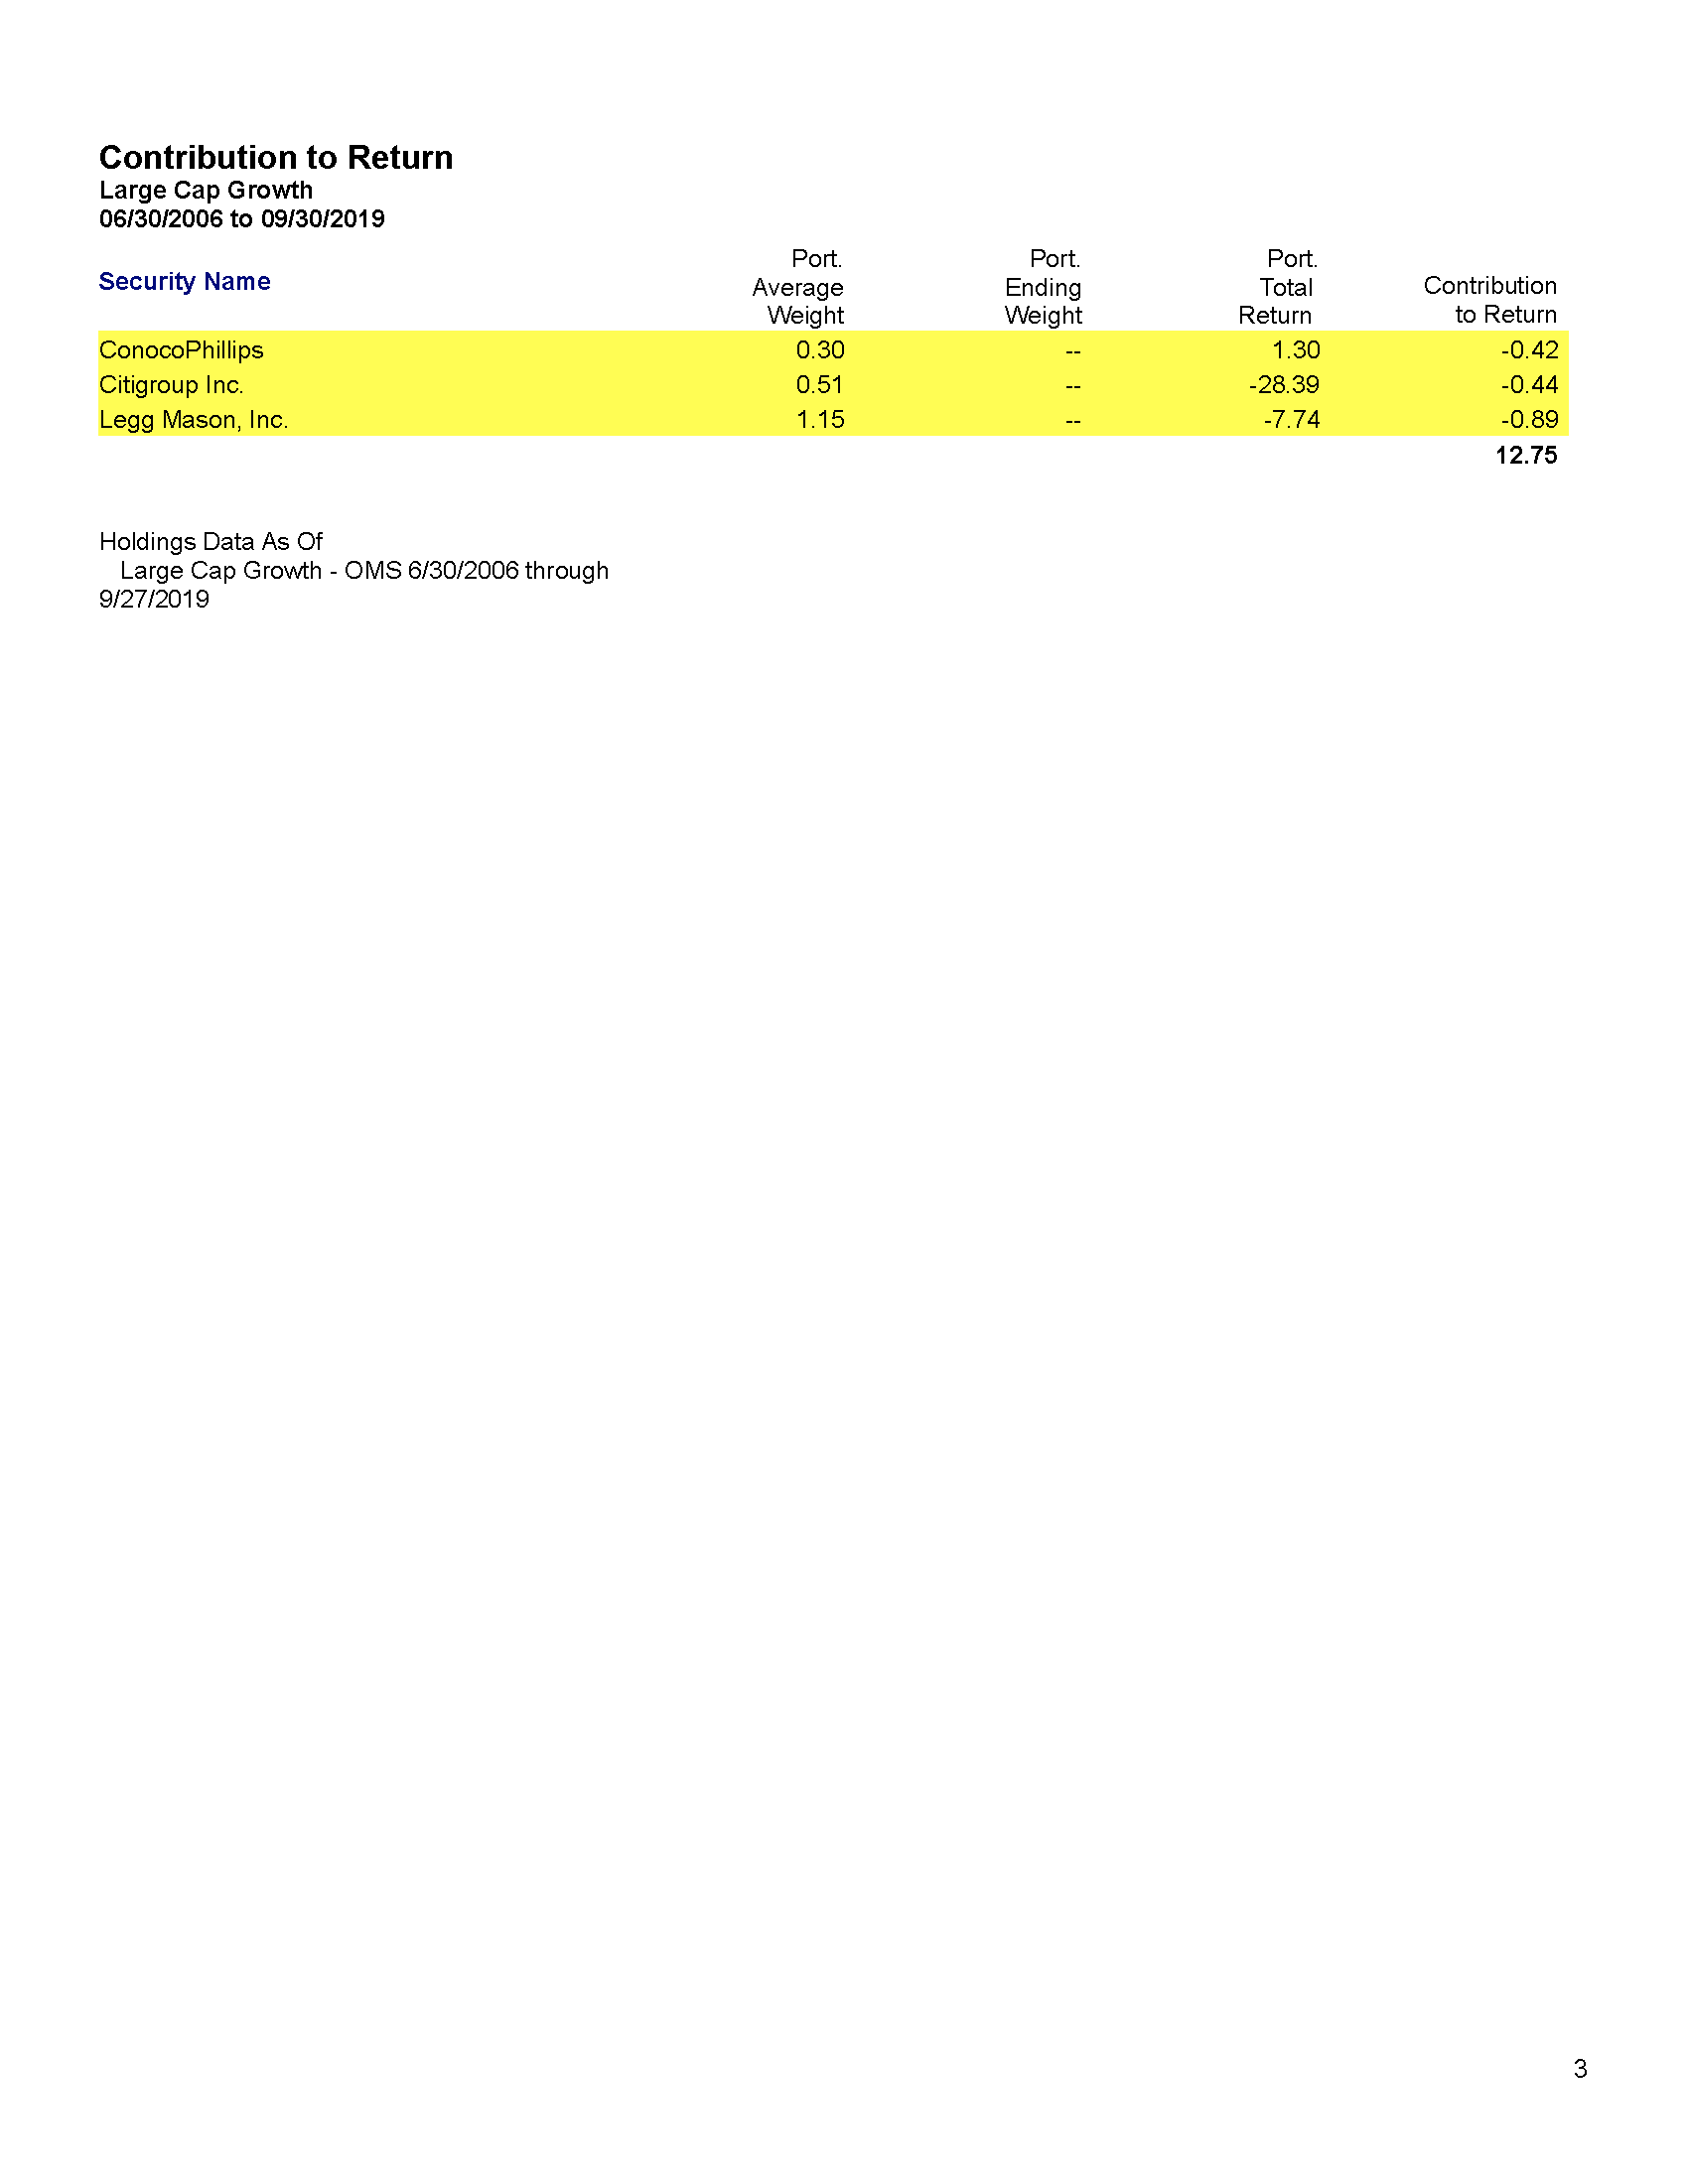 Contribution to Return
Large Cap Growth
06/30/2006 to 09/30/2019
Security Name Port. Average Weight Port. Ending Weight Port. Total Return Contribution to Return
ConocoPhillips 0.30 -- 1.30 -0.42
Citigroup Inc. 0.51 -- -28.39 -0.44
Legg Mason, Inc. 1.15 -- -7.74 -0.89
12.75
Holdings Data As Of
Large Cap Growth - OMS 6/30/2006 through
9/27/2019
3